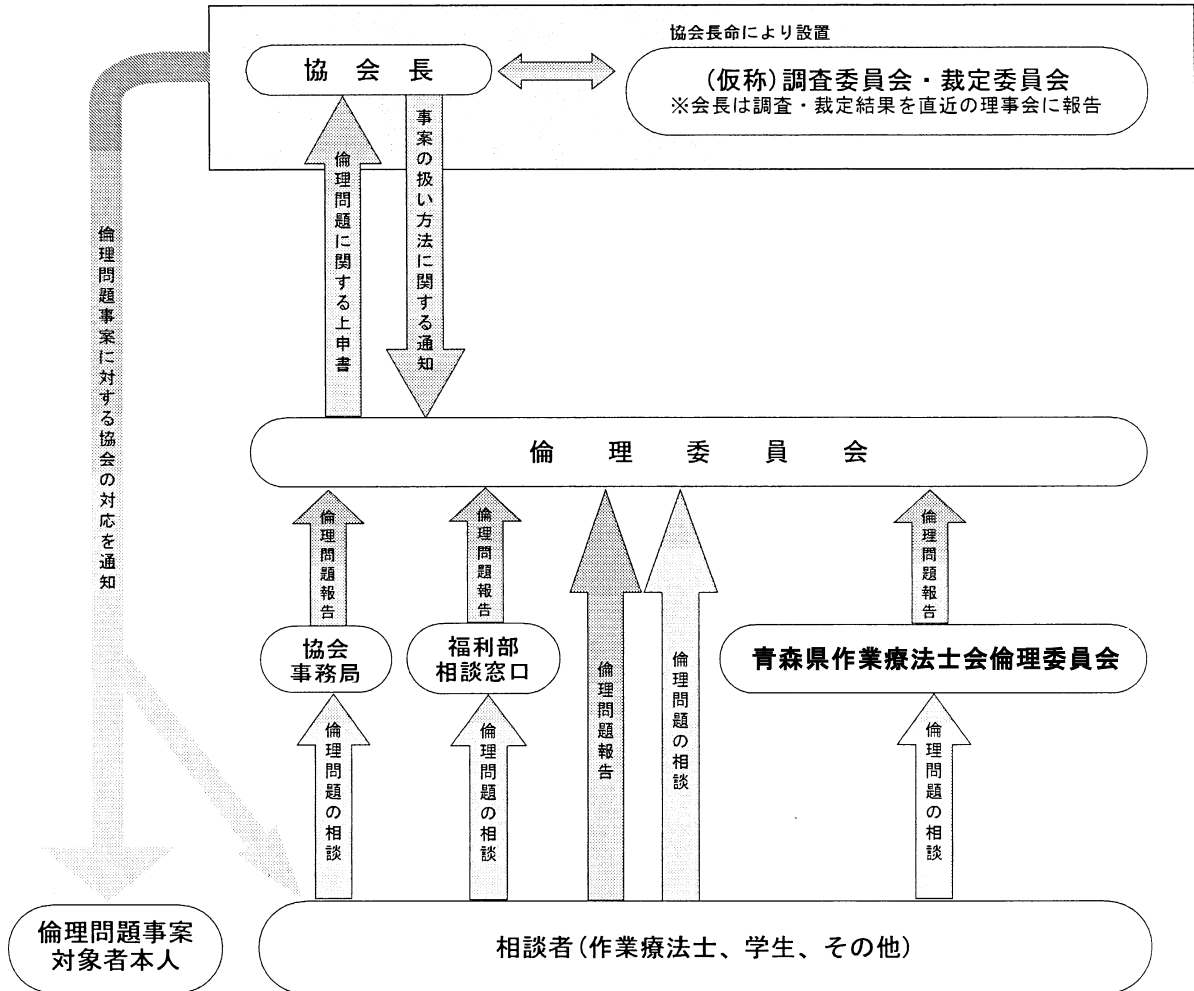 協会長命により設置
協会長
(仮称)調査委員会・裁定委員会
※会長は調査・裁定結果を直近の理事会に報告
倫理問題に関する上申書
事案の扱い方法に関する通知
倫理問題事案に対する協会の対応を通知
倫理委員会
倫理問題報告
倫理問題報告
倫理問題報告
協会
事務局
福利部
相談窓口
青森県作業療法士会倫理委員会
倫理問題の相談
倫理問題の相談
倫理問題報告
倫理問題の相談
倫理問題の相談
倫理問題事案
対象者本人
相談者(作業療法士、学生、その他)